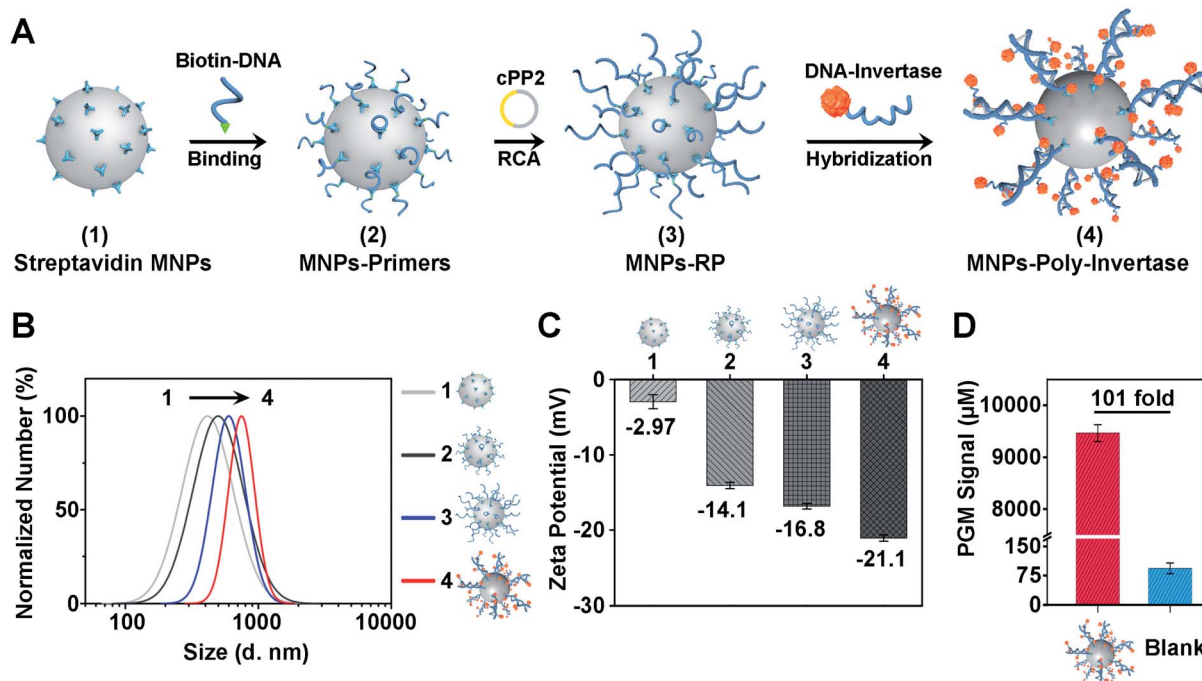 A
Biotin-DNA
Binding
cPP2
RCA
DNA-Invertase
Hybridization
(1)
Streptavidin MNPs
(2)
MNPs-Primers
(3)
MNPs-RP
(4)
MNPs-Poly-Invertase
B
Normalized Number (%)
100
50
0
1 4
100 1000 10000
Size (d. nm)
1
2
3
4
C
1 2 3 4
Zeta Potential (mV)
0
-10
-20
-30
-2.97
-14.1
-16.8
-21.1
D
PGM Signal (µM)
10000
9000
8000
150
75
0
101 fold
Blank